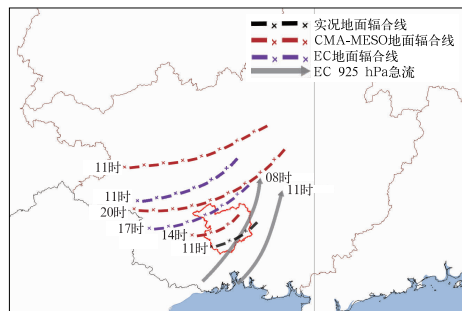 实况地面辐合线
CMA-MESO地面辐合线
EC地面辐合线
EC 925 hPa急流
11时
08时
11时
11时
20时
17时
14时
11时